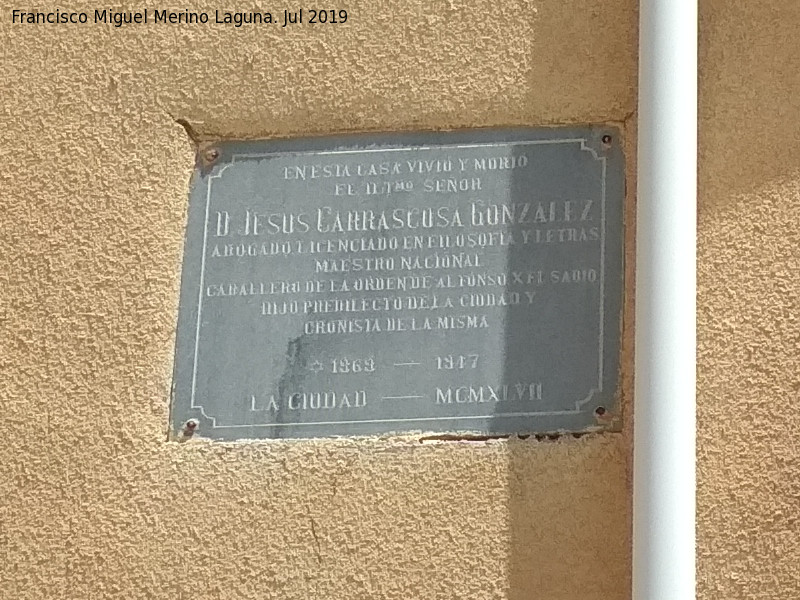 Francisco Miguel Merino Laguna. Jul 2019
EN ESTA CASA VIVIO Y MURIO
EL ILTMO SEÑOR
D. JESUS CARRASCOSA GONZALEZ
ABOGADO, LICENCIADO EN FILOSOFIA Y LETRAS
MAESTRO NACIONAL
CABALLERO DE LA ORDEN DE ALFONSO X EL SABIO
HIJO PREDILECTO DE LA CIUDAD Y
CRONISTA DE LA MISMA
✡ 1869 — 1947
LA CIUDAD — MCMXLVII